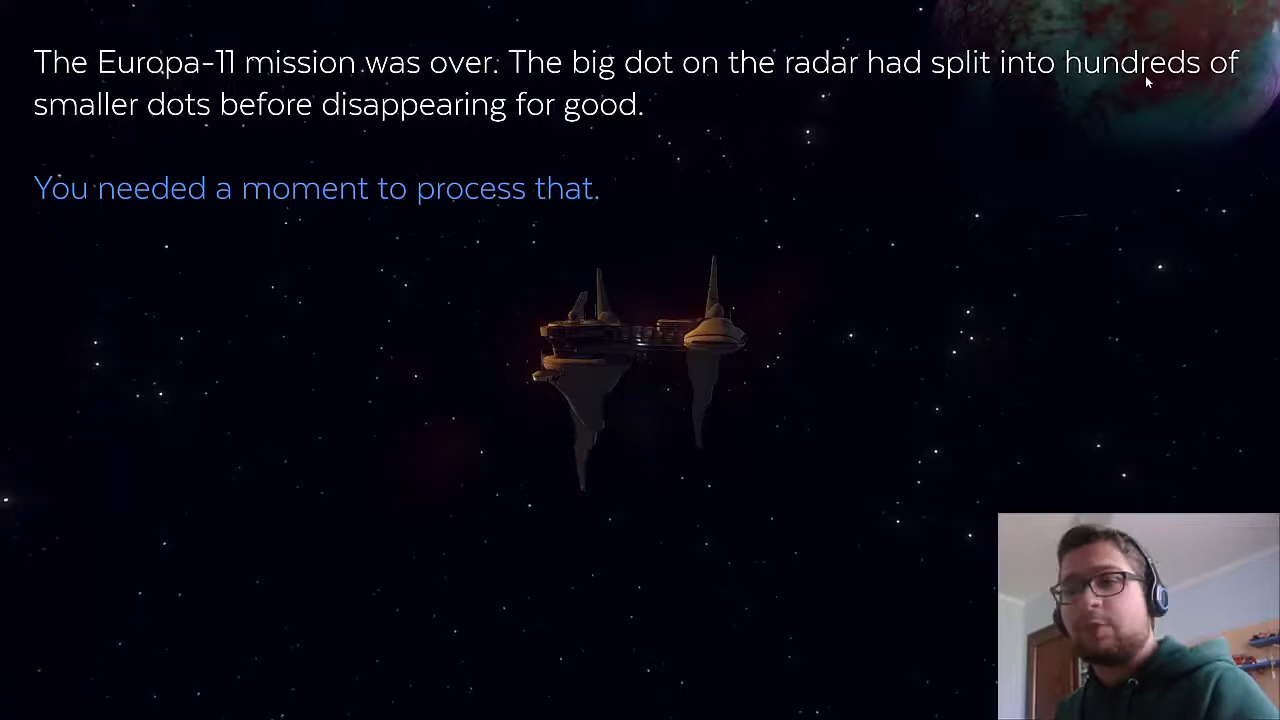 The Europa-11 mission was over. The big dot on the radar had split into hundreds of
smaller dots before disappearing for good.
You needed a moment to process that.